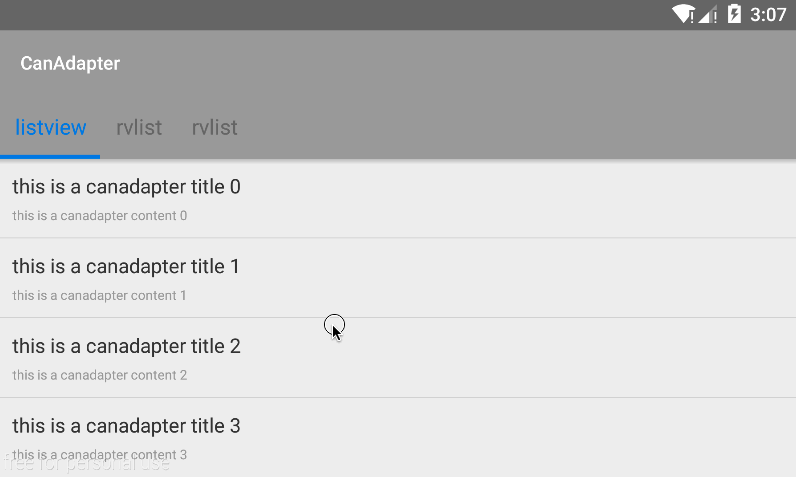 3:07
CanAdapter
listview rvlist rvlist
this is a canadapter title 0
this is a canadapter content 0
this is a canadapter title 1
this is a canadapter content 1
this is a canadapter title 2
this is a canadapter content 2
this is a canadapter title 3
this is a canadapter content 3
free for personal use